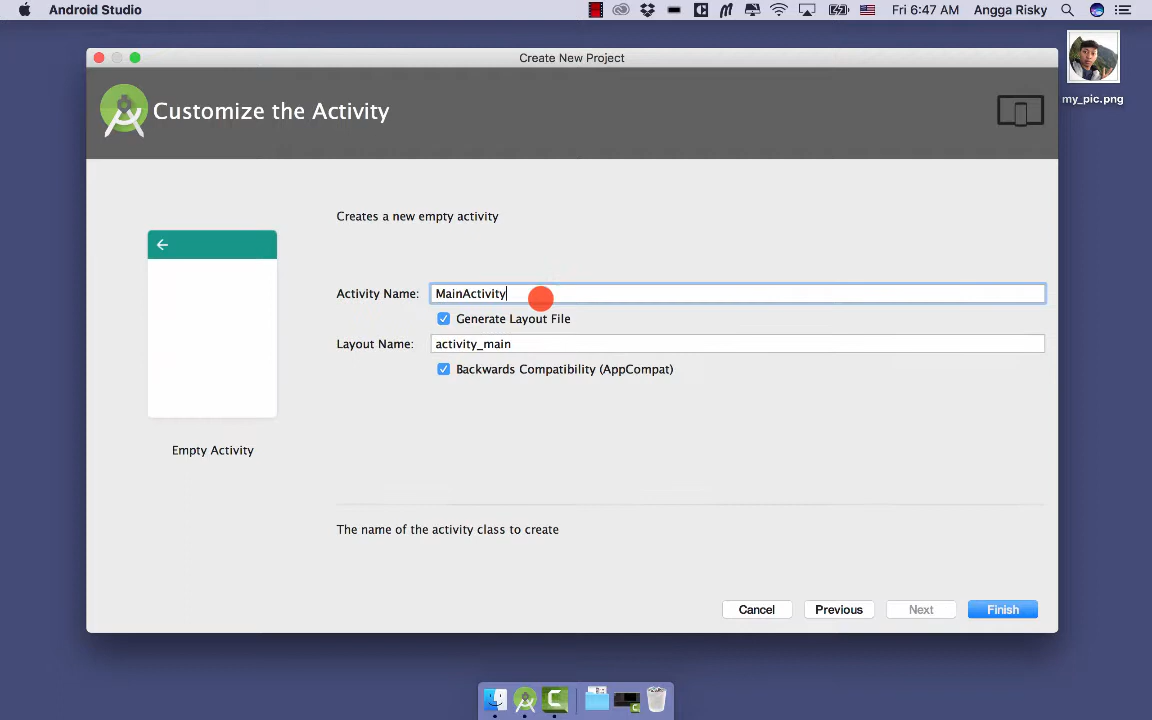 Android Studio
Fri 6:47 AM
Angga Risky
Create New Project
my_pic.png
Customize the Activity
Creates a new empty activity
Activity Name:
MainActivity
Generate Layout File
Layout Name:
activity_main
Backwards Compatibility (AppCompat)
Empty Activity
The name of the activity class to create
Cancel
Previous
Next
Finish